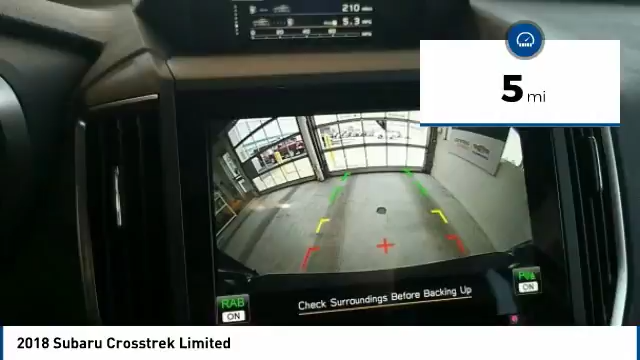 210
5.3
5 mi
RAB
ON
ON
Check Surroundings Before Backing Up
2018 Subaru Crosstrek Limited